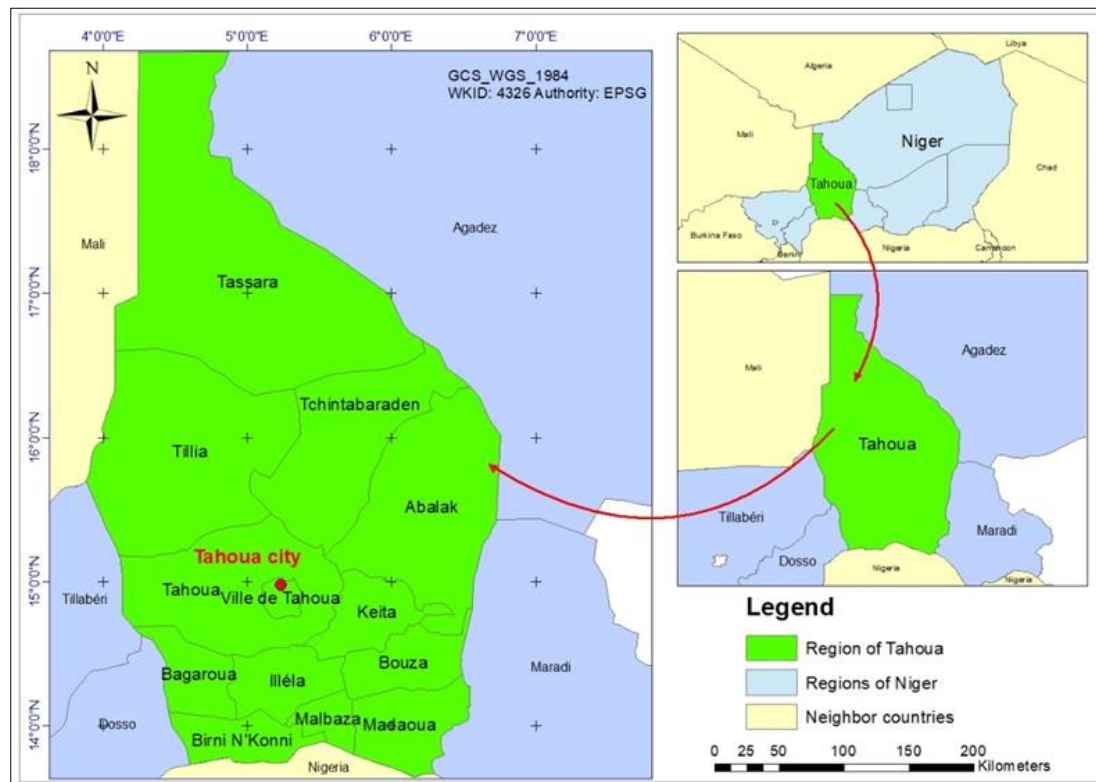 4°0'0"E
5°0'0"E
6°0'0"E
7°0'0"E
N
GCS_WGS_1984
WKID: 4326 Authority: EPSG
18°0'0"N
17°0'0"N
16°0'0"N
15°0'0"N
14°0'0"N
Mali
Agadez
Tassara
Tchintabaraden
Tillia
Abalak
Tahoua city
Tahoua
Ville de Tahoua
Tillabéri
Keita
Bouza
Maradi
Bagaroua
Illéla
Malbaza
Madaoua
Dosso
Birni N'Konni
Nigeria
Libya
Algeria
Mali
Niger
Tahoua
Chad
Burkina Faso
Benin
Nigeria
Cameroon
Agadez
Mali
Tahoua
Tillabéri
Maradi
Dosso
Nigeria
Nigeria
Legend
Region of Tahoua
Regions of Niger
Neighbor countries
0 25 50 100 150 200
Kilometers